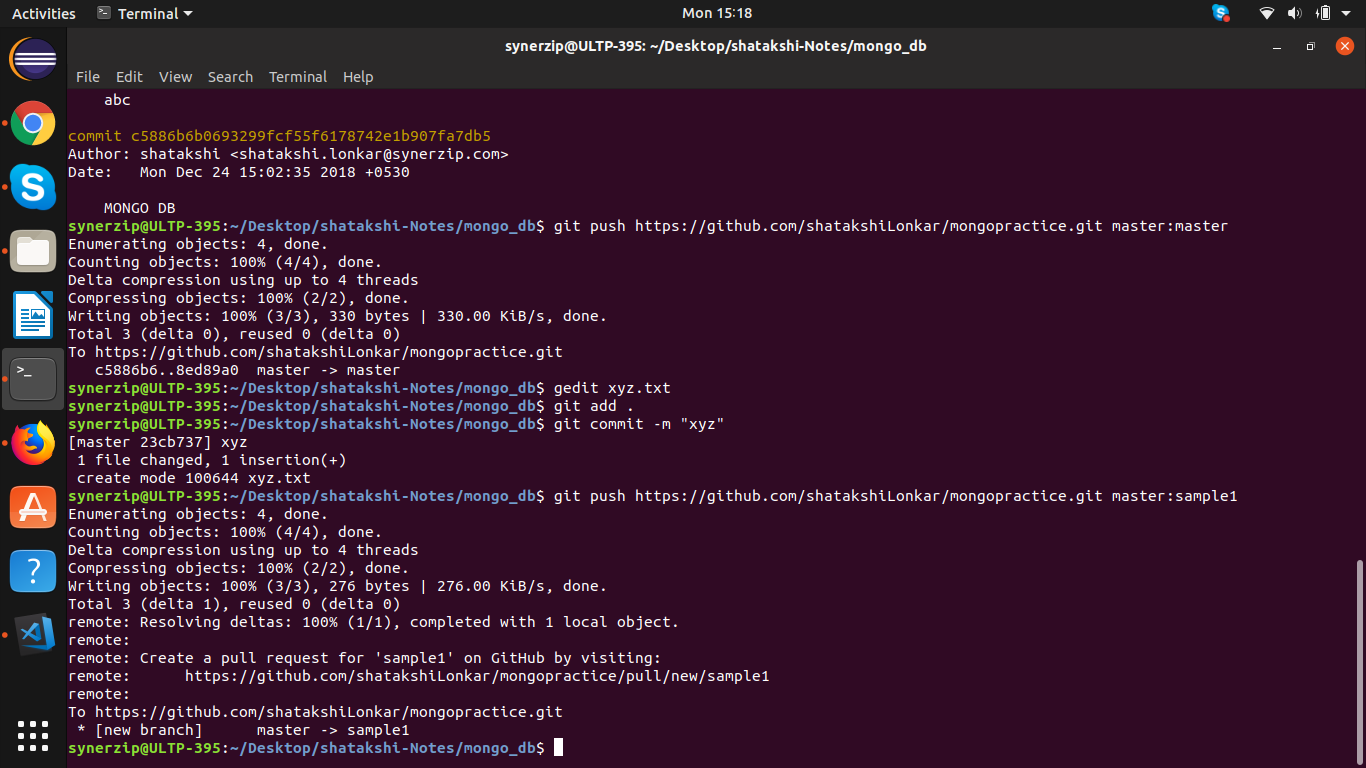 Activities Terminal Mon 15:18
synerzip@ULTP-395: ~/Desktop/shatakshi-Notes/mongo_db
File Edit View Search Terminal Help
abc
commit c5886b6b0693299fcf55f6178742e1b907fa7db5
Author: shatakshi <shatakshi.lonkar@synerzip.com>
Date:   Mon Dec 24 15:02:35 2018 +0530
MONGO DB
synerzip@ULTP-395:~/Desktop/shatakshi-Notes/mongo_db$ git push https://github.com/shatakshiLonkar/mongopractice.git master:master
Enumerating objects: 4, done.
Counting objects: 100% (4/4), done.
Delta compression using up to 4 threads
Compressing objects: 100% (2/2), done.
Writing objects: 100% (3/3), 330 bytes | 330.00 KiB/s, done.
Total 3 (delta 0), reused 0 (delta 0)
To https://github.com/shatakshiLonkar/mongopractice.git
   c5886b6..8ed89a0  master -> master
synerzip@ULTP-395:~/Desktop/shatakshi-Notes/mongo_db$ gedit xyz.txt
synerzip@ULTP-395:~/Desktop/shatakshi-Notes/mongo_db$ git add .
synerzip@ULTP-395:~/Desktop/shatakshi-Notes/mongo_db$ git commit -m "xyz"
[master 23cb737] xyz
 1 file changed, 1 insertion(+)
 create mode 100644 xyz.txt
synerzip@ULTP-395:~/Desktop/shatakshi-Notes/mongo_db$ git push https://github.com/shatakshiLonkar/mongopractice.git master:sample1
Enumerating objects: 4, done.
Counting objects: 100% (4/4), done.
Delta compression using up to 4 threads
Compressing objects: 100% (2/2), done.
Writing objects: 100% (3/3), 276 bytes | 276.00 KiB/s, done.
Total 3 (delta 1), reused 0 (delta 0)
remote: Resolving deltas: 100% (1/1), completed with 1 local object.
remote:
remote: Create a pull request for 'sample1' on GitHub by visiting:
remote:      https://github.com/shatakshiLonkar/mongopractice/pull/new/sample1
remote:
To https://github.com/shatakshiLonkar/mongopractice.git
 * [new branch]      master -> sample1
synerzip@ULTP-395:~/Desktop/shatakshi-Notes/mongo_db$